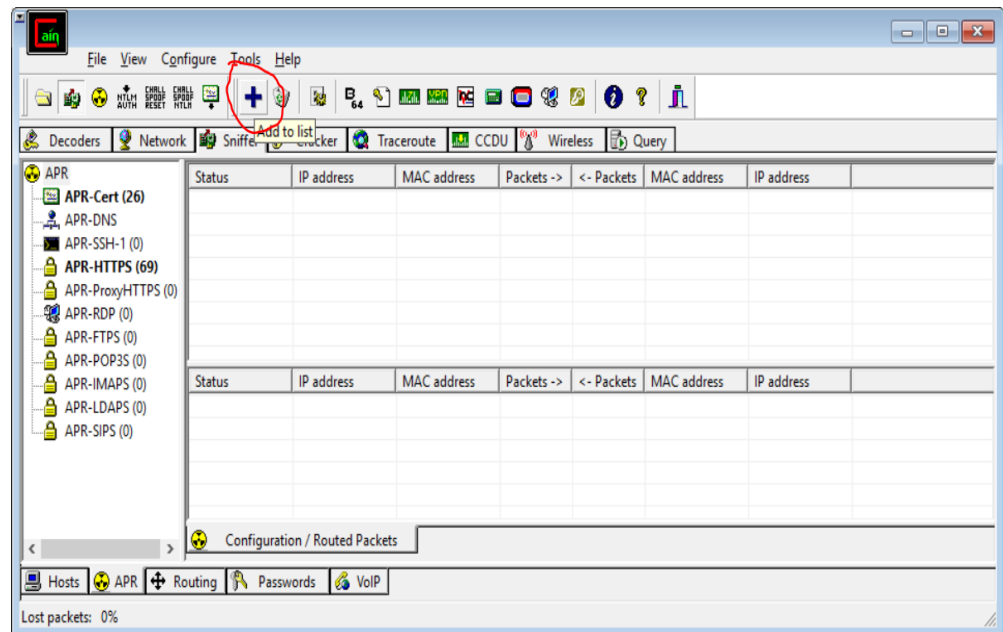 Cain
File View Configure Tools Help
NTLM AUTH CHALL SPOOF RESET CHALL SPOOF NTLM B 64
Add to list
Decoders Network Sniffer Cracker Traceroute CCDU Wireless Query
APR
APR-Cert (26)
APR-DNS
APR-SSH-1 (0)
APR-HTTPS (69)
APR-ProxyHTTPS (0)
APR-RDP (0)
APR-FTPS (0)
APR-POP3S (0)
APR-IMAPS (0)
APR-LDAPS (0)
APR-SIPS (0)
Status IP address MAC address Packets -> <- Packets MAC address IP address
Status IP address MAC address Packets -> <- Packets MAC address IP address
Configuration / Routed Packets
Hosts APR Routing Passwords VoIP
Lost packets: 0%